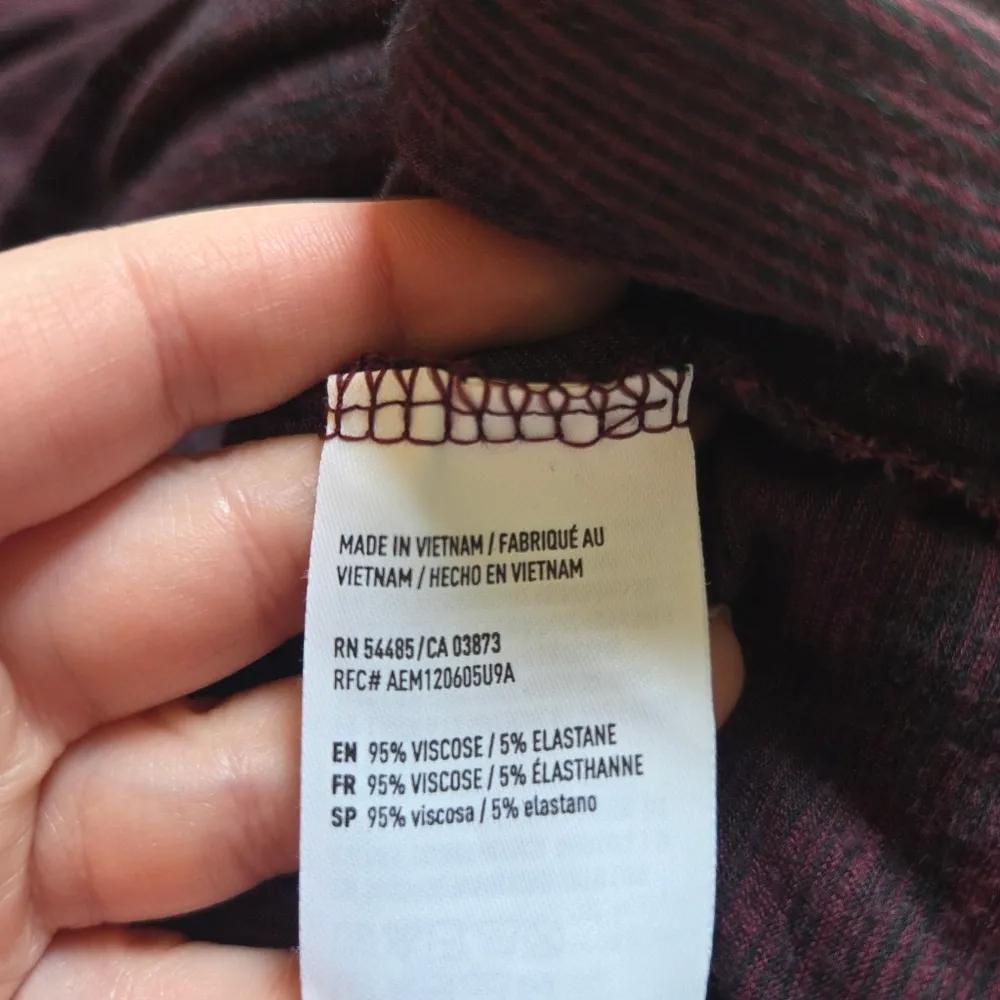 MADE IN VIETNAM / FABRIQUÉ AU
VIETNAM / HECHO EN VIETNAM
RN 54485/CA 03873
RFC# AEM120605U9A
EN 95% VISCOSE / 5% ELASTANE
FR 95% VISCOSE / 5% ÉLASTHANNE
SP 95% viscosa / 5% elastano